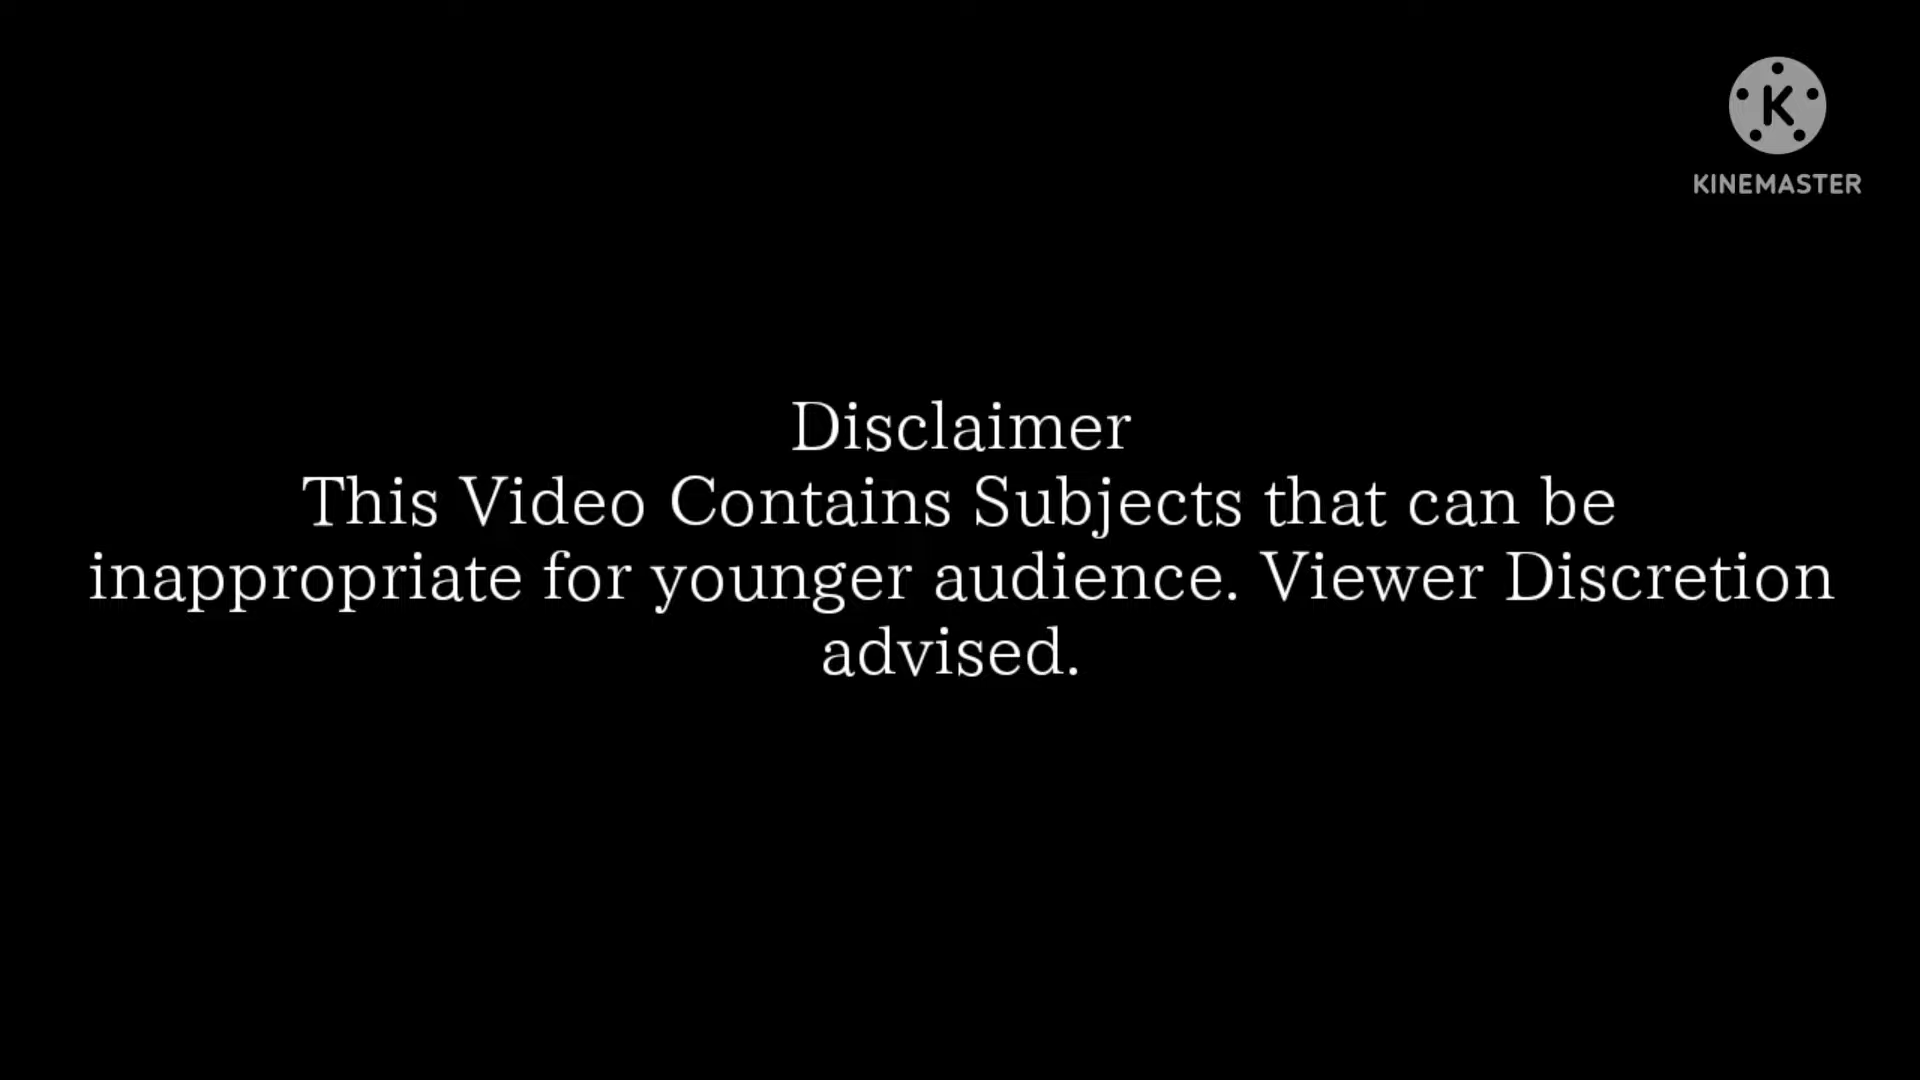 K
KINEMASTER
Disclaimer
This Video Contains Subjects that can be
inappropriate for younger audience. Viewer Discretion
advised.